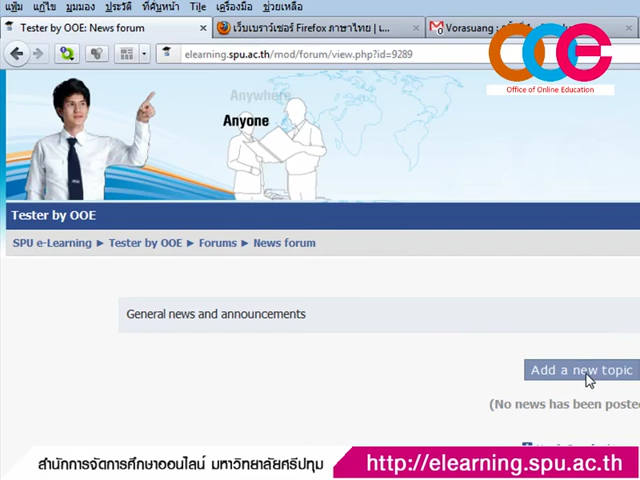 แฟ้ม แก้ไข มุมมอง ประวัติ ที่คั่นหน้า Tile เครื่องมือ ช่วยเหลือ
Tester by OOE: News forum
เว็บเบราว์เซอร์ Firefox ภาษาไทย | เ...
Vorasuang :
elearning.spu.ac.th/mod/forum/view.php?id=9289
OOE
Office of Online Education
Anywhere
Anyone
Tester by OOE
SPU e-Learning ► Tester by OOE ► Forums ► News forum
General news and announcements
Add a new topic
(No news has been poste
สำนักการจัดการศึกษาออนไลน์ มหาวิทยาลัยศรีปทุม
http://elearning.spu.ac.th